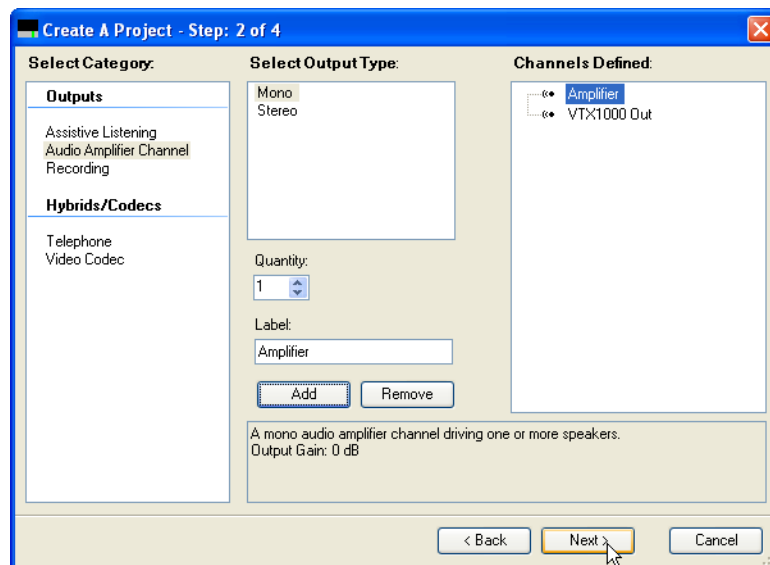 Create A Project - Step: 2 of 4
Select Category:
Outputs
Assistive Listening
Audio Amplifier Channel
Recording
Hybrids/Codecs
Telephone
Video Codec
Select Output Type:
Mono
Stereo
Quantity:
1
Label:
Amplifier
Add
Remove
Channels Defined:
Amplifier
VTX1000 Out
A mono audio amplifier channel driving one or more speakers.
Output Gain: 0 dB
< Back
Next >
Cancel